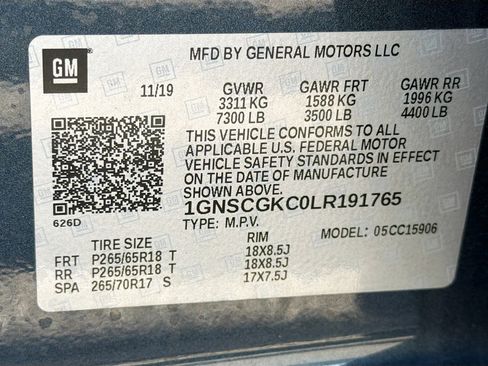 MFD BY GENERAL MOTORS LLC
GM
11/19 GVWR GAWR FRT GAWR RR
3311 KG 1588 KG 1996 KG
7300 LB 3500 LB 4400 LB
THIS VEHICLE CONFORMS TO ALL
APPLICABLE U.S. FEDERAL MOTOR
VEHICLE SAFETY STANDARDS IN EFFECT
ON THE DATE OF MANUFACTURE
SHOWN ABOVE.
1GNSCGKC0LR191765
626D
TYPE: M.P.V. MODEL: 05CC15906
TIRE SIZE RIM
FRT P265/65R18 T 18X8.5J
RR P265/65R18 T 18X8.5J
SPA 265/70R17 S 17X7.5J